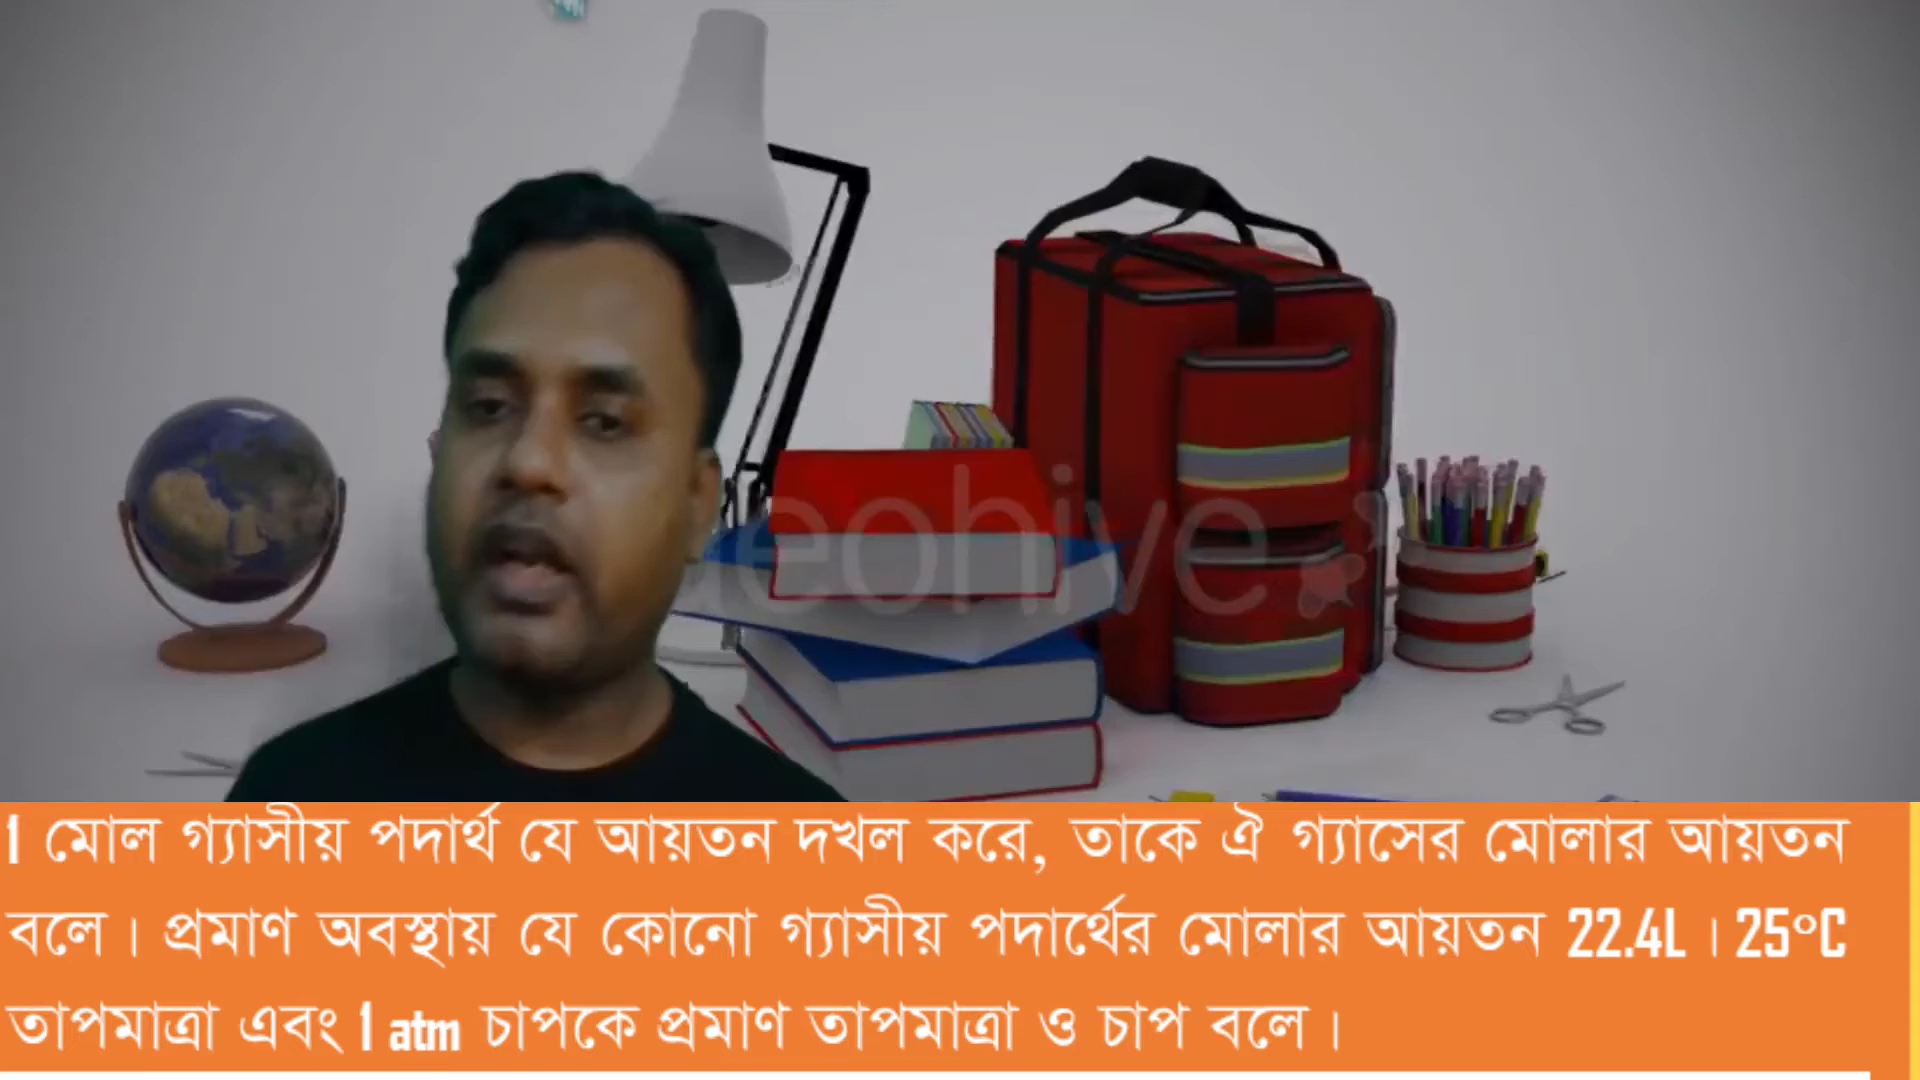 eohive
1 মোল গ্যাসীয় পদার্থ যে আয়তন দখল করে, তাকে ঐ গ্যাসের মোলার আয়তন
বলে। প্রমাণ অবস্থায় যে কোনো গ্যাসীয় পদার্থের মোলার আয়তন 22.4L। 25°C
তাপমাত্রা এবং 1 atm চাপকে প্রমাণ তাপমাত্রা ও চাপ বলে।